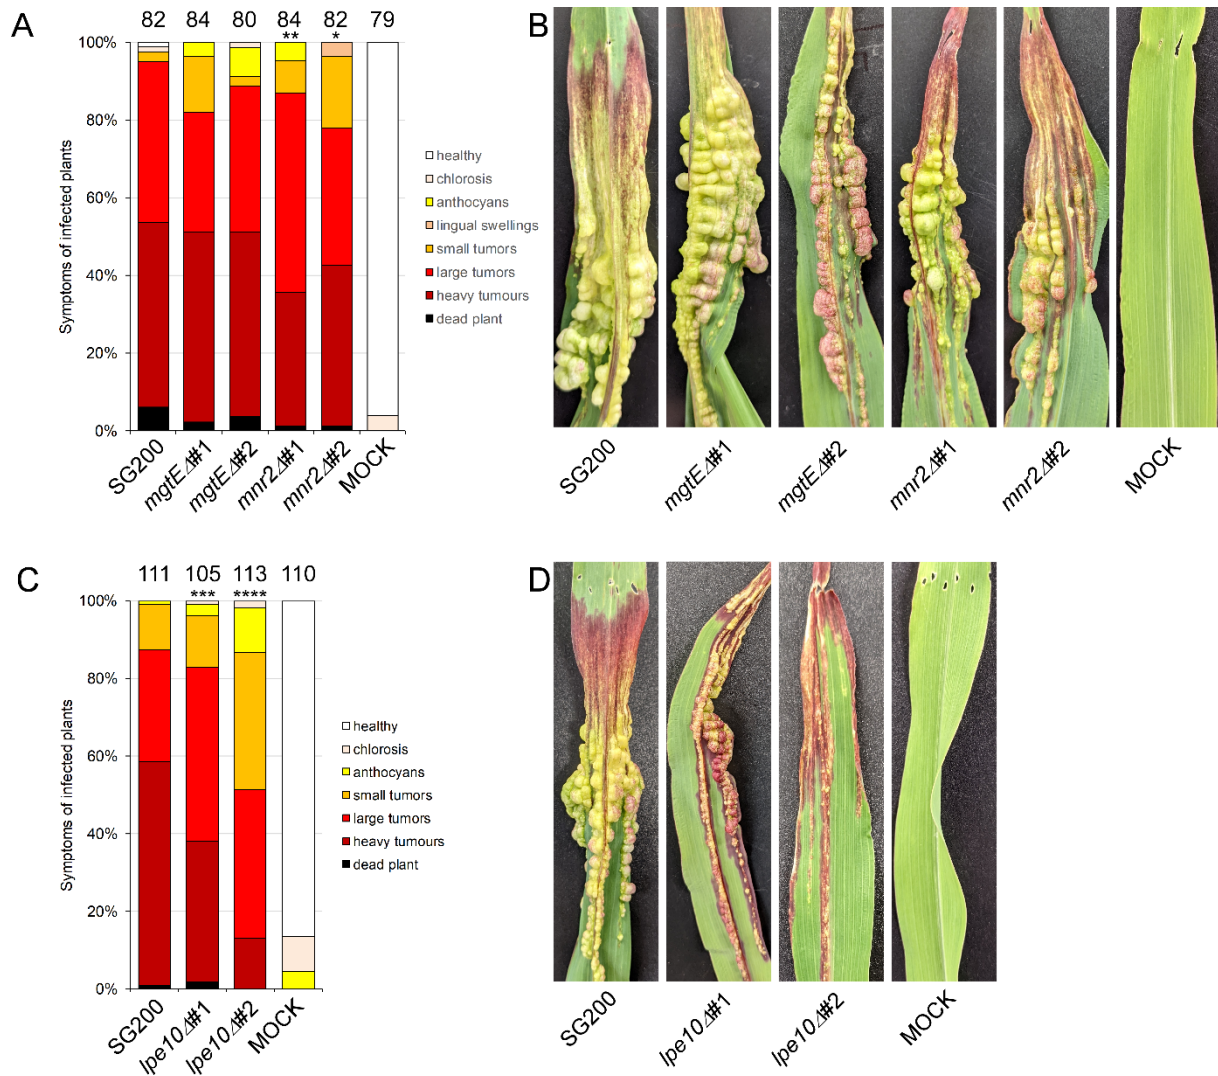 A
82 84 80 84 82 79
** *
100%
80%
60%
40%
20%
0%
Symptoms of infected plants
SG200
mgtEΔ#1
mgtEΔ#2
mnr2Δ#1
mnr2Δ#2
MOCK
healthy
chlorosis
anthocyans
lingual swellings
small tumors
large tumors
heavy tumours
dead plant
B
SG200
mgtEΔ#1
mgtEΔ#2
mnr2Δ#1
mnr2Δ#2
MOCK
C
111 105 113 110
*** ****
100%
80%
60%
40%
20%
0%
Symptoms of infected plants
SG200
lpe10Δ#1
lpe10Δ#2
MOCK
healthy
chlorosis
anthocyans
small tumors
large tumors
heavy tumours
dead plant
D
SG200
lpe10Δ#1
lpe10Δ#2
MOCK